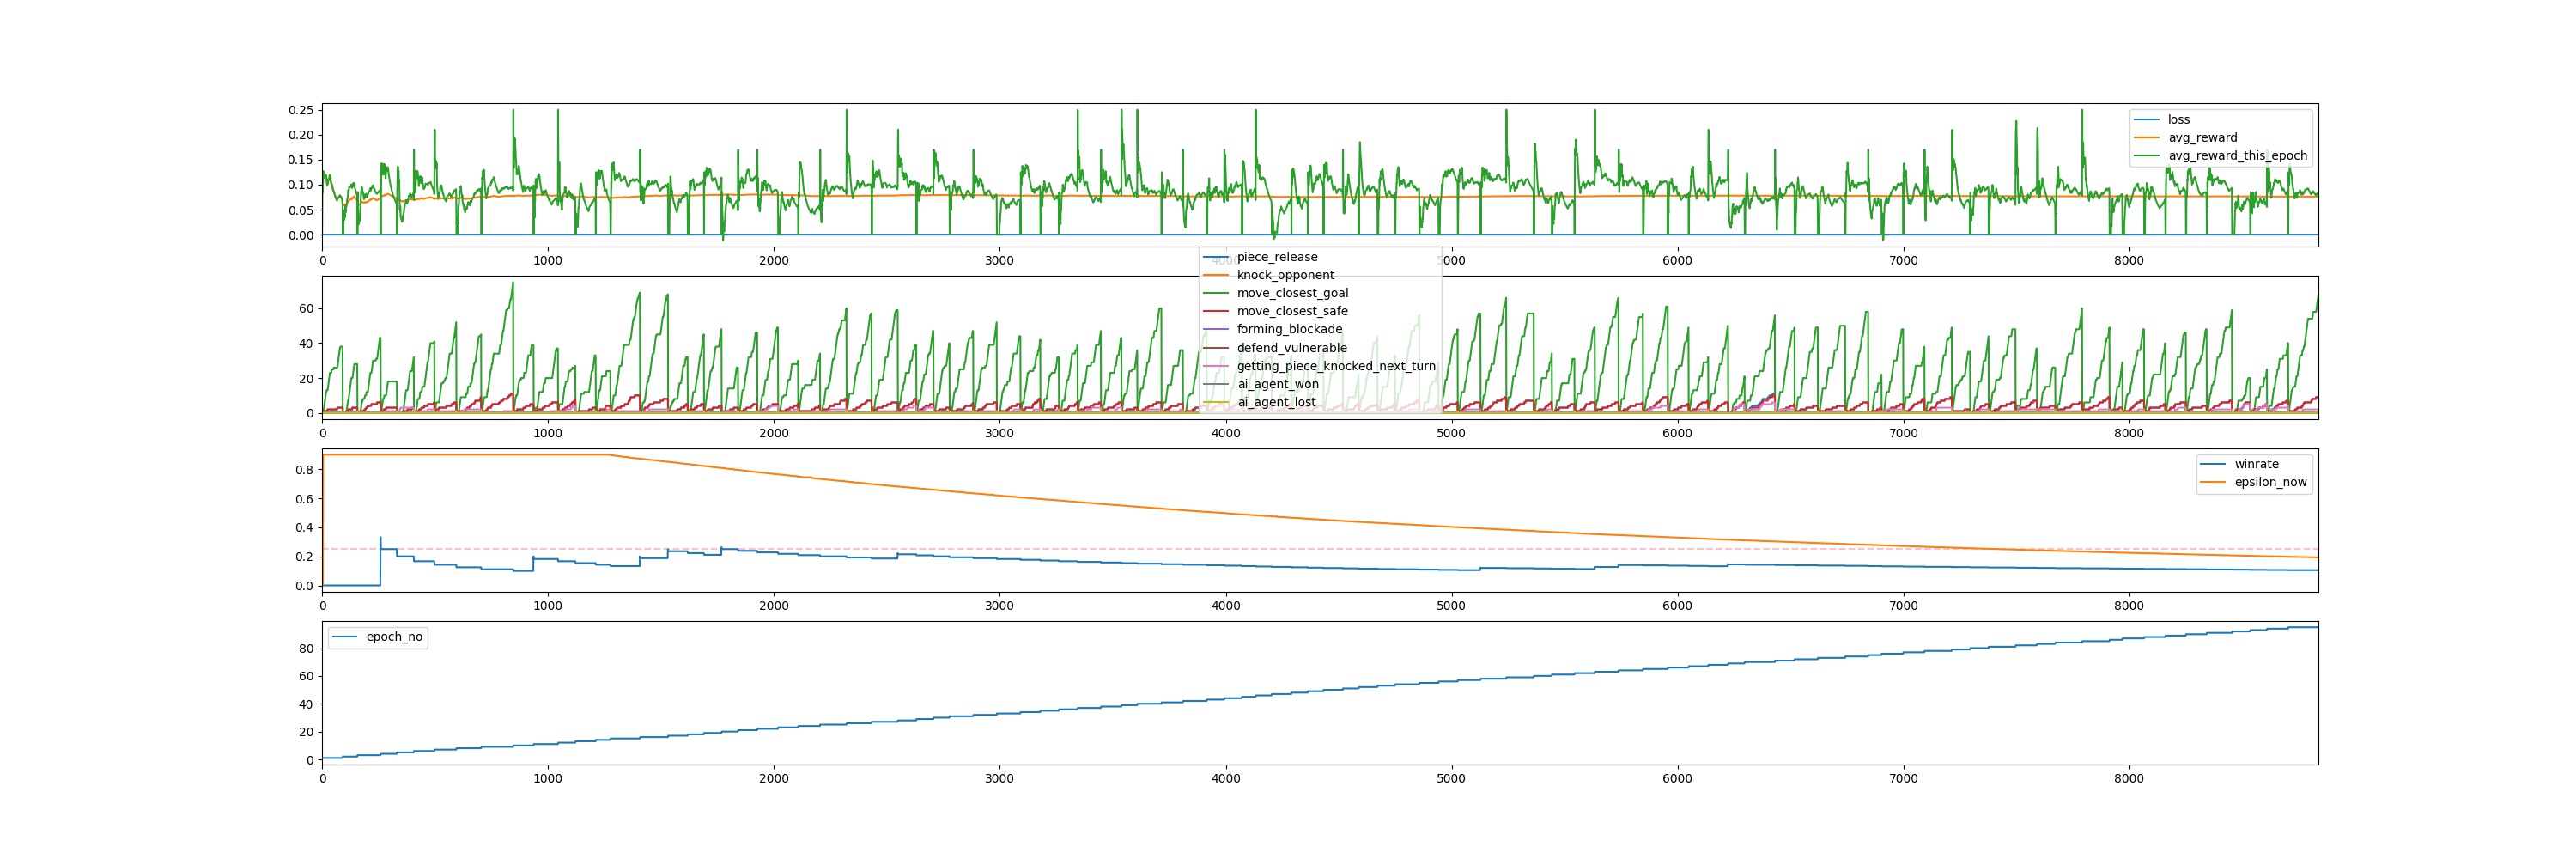 0.25
0.20
0.15
0.10
0.05
0.00
loss
avg_reward
avg_reward_this_epoch
0 1000 2000 3000 4000 5000 6000 7000 8000
60
40
20
0
piece_release
knock_opponent
move_closest_goal
move_closest_safe
forming_blockade
defend_vulnerable
getting_piece_knocked_next_turn
ai_agent_won
ai_agent_lost
0 1000 2000 3000 4000 5000 6000 7000 8000
0.8
0.6
0.4
0.2
0.0
winrate
epsilon_now
0 1000 2000 3000 4000 5000 6000 7000 8000
epoch_no
80
60
40
20
0
0 1000 2000 3000 4000 5000 6000 7000 8000